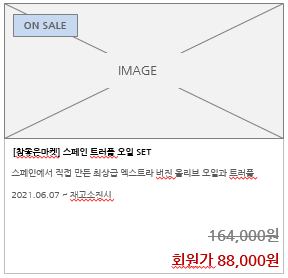 ON SALE
IMAGE
[참좋은마켓] 스페인 트러플 오일 SET
스페인에서 직접 만든 최상급 엑스트라 버진 올리브 오일과 트러플
2021.06.07 ~ 재고소진시
164,000원
회원가 88,000원